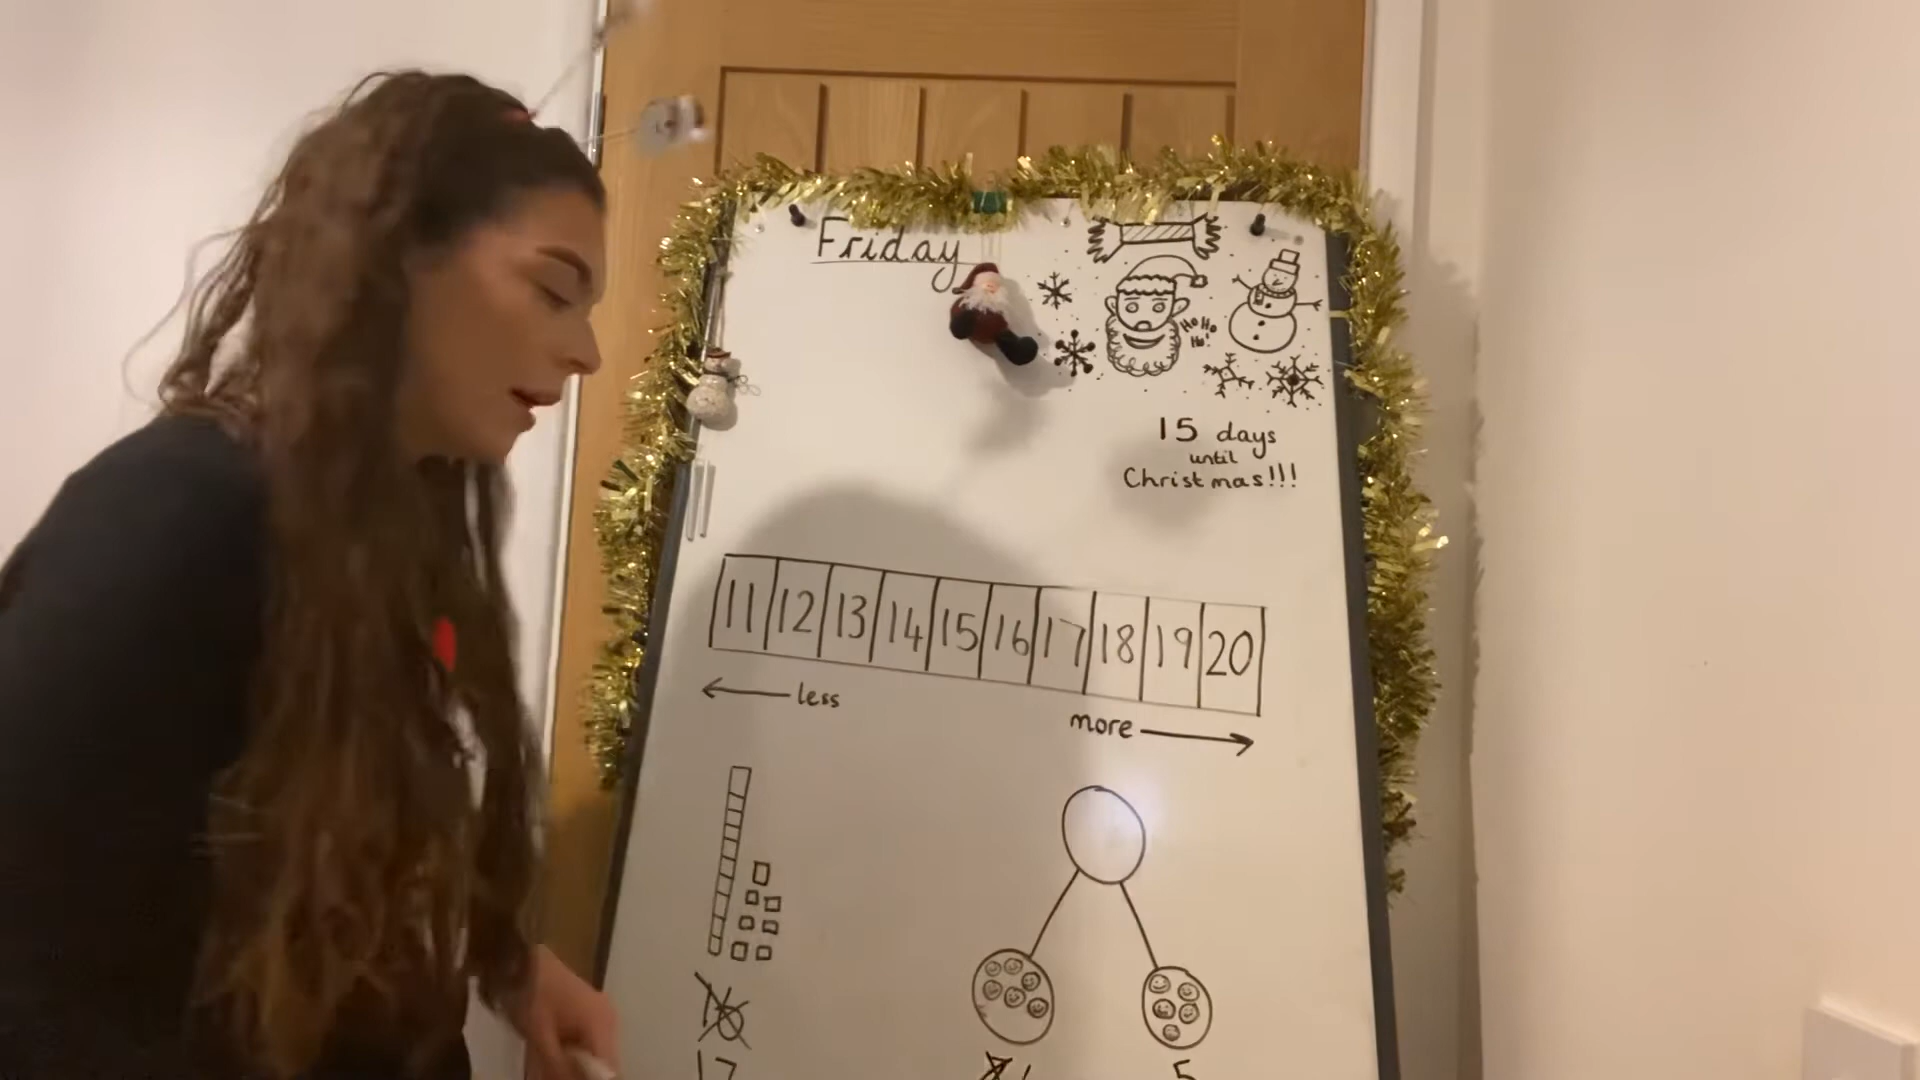 Friday
Ho Ho
Ho!
15 days
until
Christmas!!!
11 12 13 14 15 16 17 18 19 20
← less
more →
16
17
5